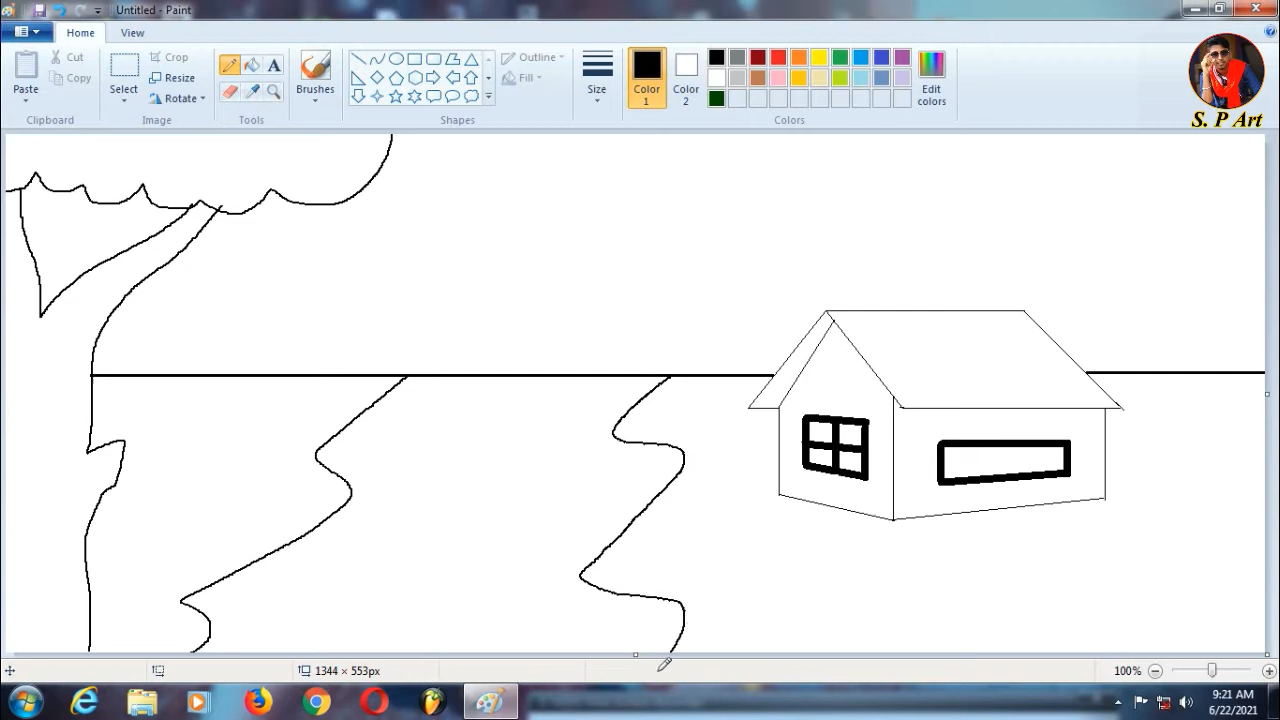 Untitled - Paint
Home View
Paste
Cut
Copy
Clipboard
Select
Crop
Resize
Rotate
Image
Tools
Brushes
Outline
Fill
Shapes
Size
Color 1
Color 2
Edit colors
Colors
S. P Art
1344 × 553px
100%
9:21 AM
6/22/2021